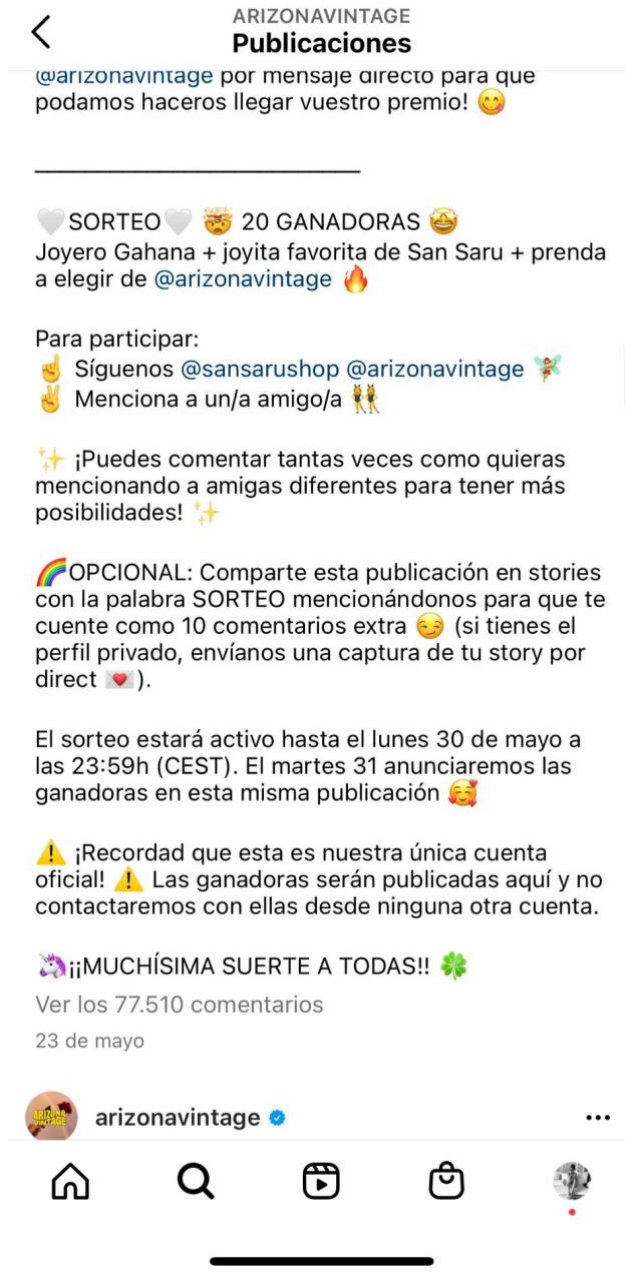 ARIZONAVINTAGE
Publicaciones
@arizonavintage por mensaje directo para que
podamos haceros llegar vuestro premio! 😋
__________________________
🤍SORTEO🤍 🤯 20 GANADORAS 🤩
Joyero Gahana + joyita favorita de San Saru + prenda
a elegir de @arizonavintage 🔥
Para participar:
☝️ Síguenos @sansarushop @arizonavintage 🧚
✌️ Menciona a un/a amigo/a 👯
✨ ¡Puedes comentar tantas veces como quieras
mencionando a amigas diferentes para tener más
posibilidades! ✨
🌈OPCIONAL: Comparte esta publicación en stories
con la palabra SORTEO mencionándonos para que te
cuente como 10 comentarios extra 😏 (si tienes el
perfil privado, envíanos una captura de tu story por
direct 💌).
El sorteo estará activo hasta el lunes 30 de mayo a
las 23:59h (CEST). El martes 31 anunciaremos las
ganadoras en esta misma publicación 🥰
⚠️ ¡Recordad que esta es nuestra única cuenta
oficial! ⚠️ Las ganadoras serán publicadas aquí y no
contactaremos con ellas desde ninguna otra cuenta.
🦄¡¡MUCHÍSIMA SUERTE A TODAS!! 🍀
Ver los 77.510 comentarios
23 de mayo
ARIZONA
VINTAGE
arizonavintage